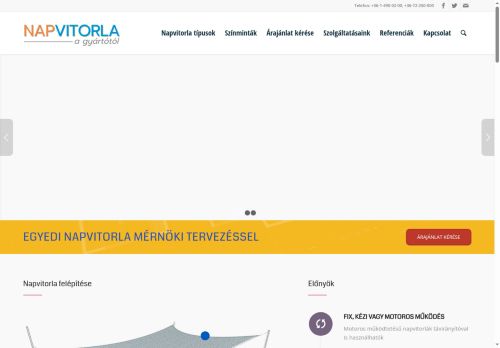 NAPVITORLA
a gyártótól
Napvitorla típusok
Színminták
Árajánlat kérése
Szolgáltatásaink
Referenciák
Kapcsolat
EGYEDI NAPVITORLA MÉRNÖKI TERVEZÉSSEL
ÁRAJÁNLAT KÉRÉSE
Napvitorla felépítése
Előnyök
FIX, KÉZI VAGY MOTOROS MŰKÖDÉS
Motoros működtetésű napvitorlák távirányítóval
is használhatók